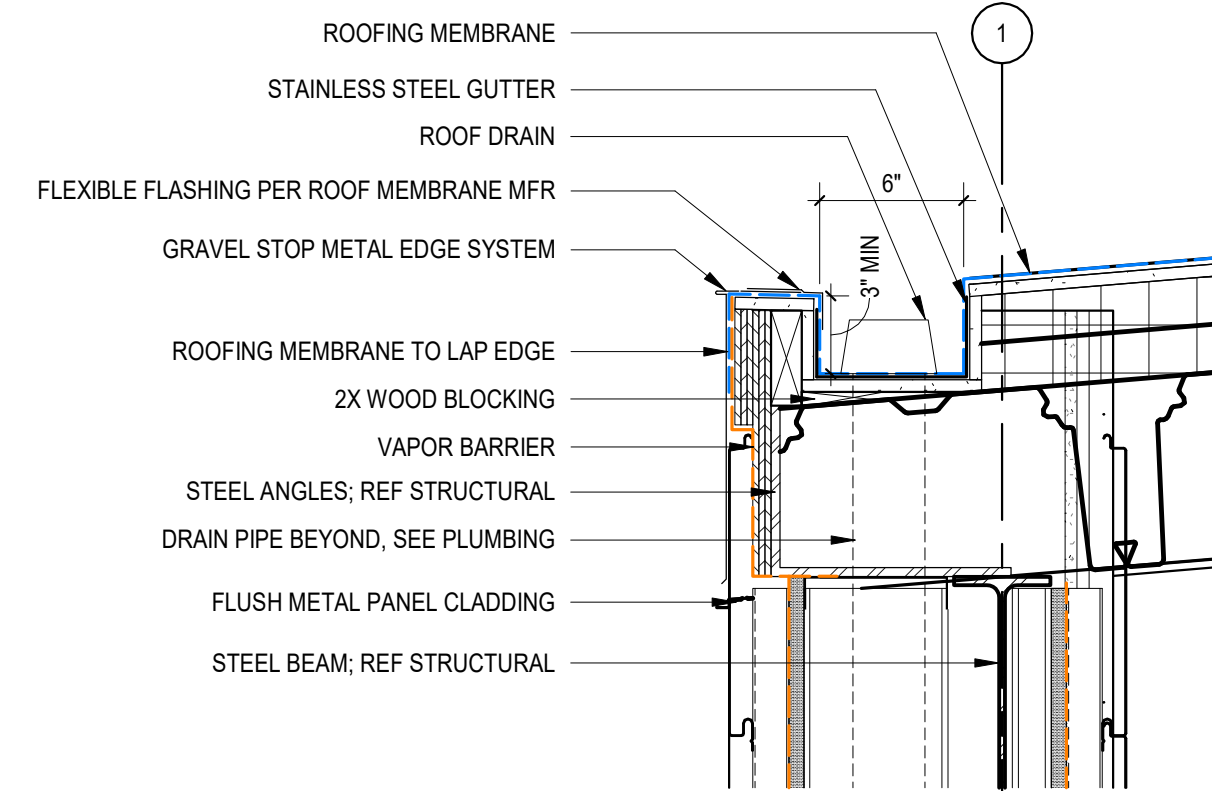 ROOFING MEMBRANE
1
STAINLESS STEEL GUTTER
ROOF DRAIN
FLEXIBLE FLASHING PER ROOF MEMBRANE MFR
6"
GRAVEL STOP METAL EDGE SYSTEM
3" MIN
ROOFING MEMBRANE TO LAP EDGE
2X WOOD BLOCKING
VAPOR BARRIER
STEEL ANGLES; REF STRUCTURAL
DRAIN PIPE BEYOND, SEE PLUMBING
FLUSH METAL PANEL CLADDING
STEEL BEAM; REF STRUCTURAL